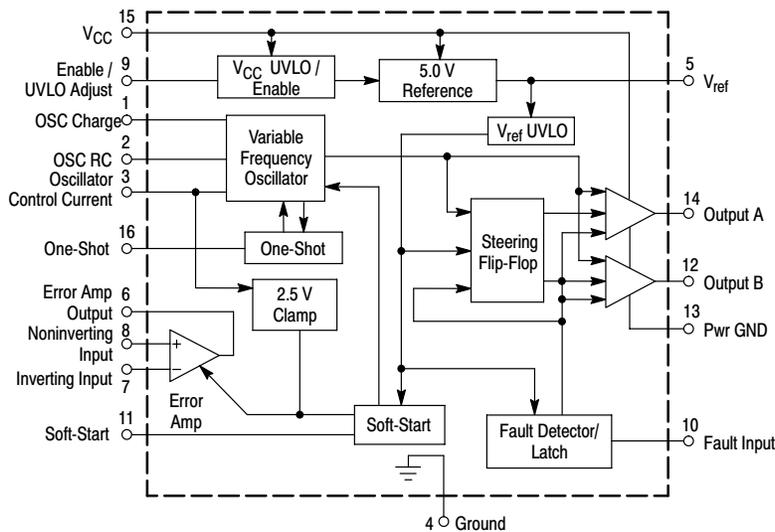 15
VCC
Enable /
UVLO Adjust
9
VCC UVLO /
Enable
5.0 V
Reference
5
Vref
1
OSC Charge
2
OSC RC
3
Oscillator
Control Current
Variable
Frequency
Oscillator
Vref UVLO
16
One-Shot
One-Shot
Steering
Flip-Flop
14
Output A
12
Output B
13
Pwr GND
2.5 V
Clamp
Error Amp
Output
6
Noninverting
Input
8
Inverting Input
7
+
–
Error
Amp
11
Soft-Start
Soft-Start
Fault Detector/
Latch
10
Fault Input
4 Ground